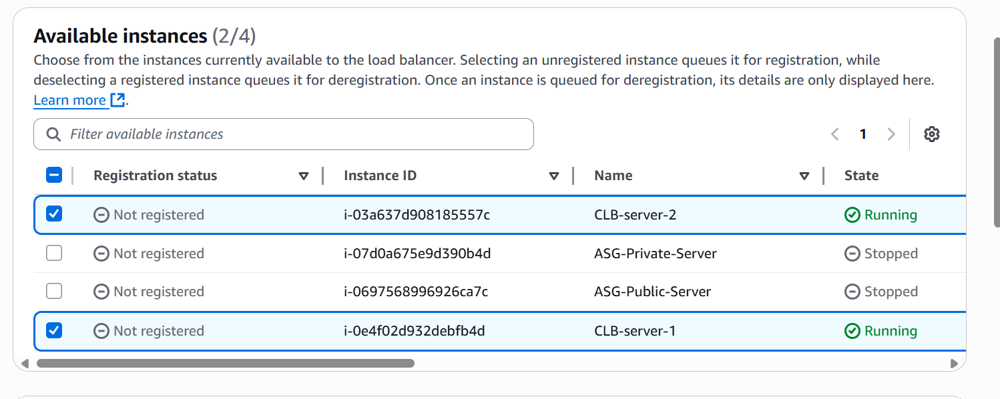 Available instances (2/4)
Choose from the instances currently available to the load balancer. Selecting an unregistered instance queues it for registration, while
deselecting a registered instance queues it for deregistration. Once an instance is queued for deregistration, its details are only displayed here.
Learn more.
Filter available instances
1
Registration status Instance ID Name State
Not registered i-03a637d908185557c CLB-server-2 Running
Not registered i-07d0a675e9d390b4d ASG-Private-Server Stopped
Not registered i-0697568996926ca7c ASG-Public-Server Stopped
Not registered i-0e4f02d932debfb4d CLB-server-1 Running